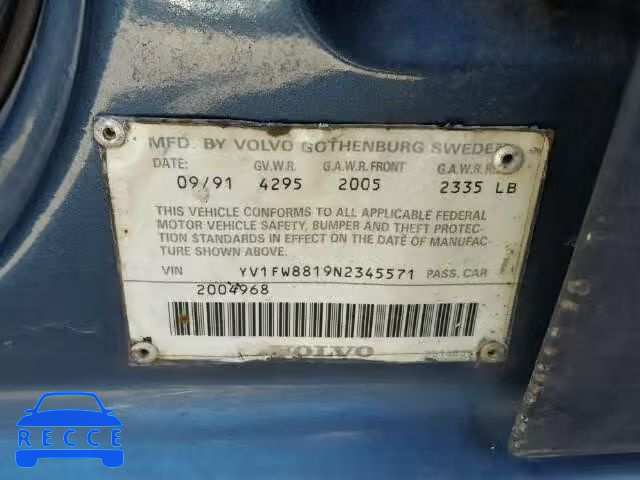 MFD. BY VOLVO GOTHENBURG SWEDEN
DATE: G.V.W.R. G.A.W.R. FRONT G.A.W.R.
09/91 4295 2005 2335 LB
THIS VEHICLE CONFORMS TO ALL APPLICABLE FEDERAL
MOTOR VEHICLE SAFETY, BUMPER AND THEFT PROTEC-
TION STANDARDS IN EFFECT ON THE DATE OF MANUFAC-
TURE SHOWN ABOVE.
VIN YV1FW8819N2345571 PASS. CAR
2004968
VOLVO
RECCE